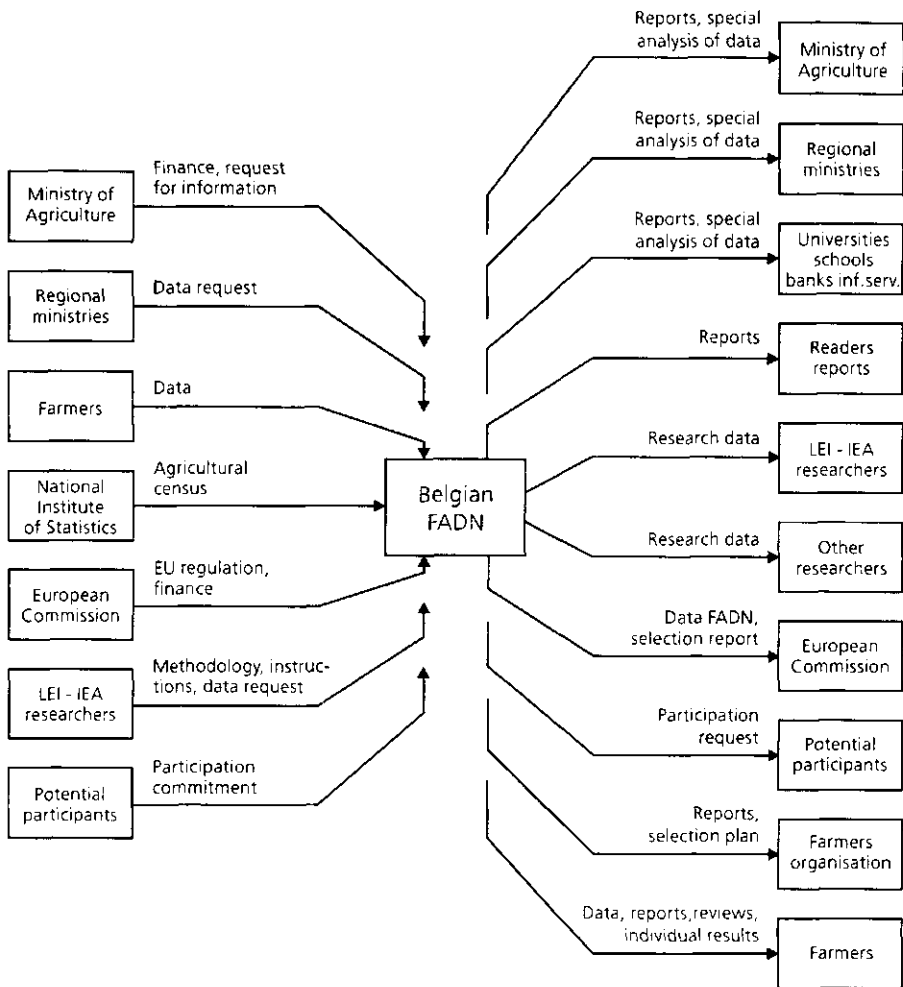 Ministry of
Agriculture
Finance, request
for information
Regional
ministries
Data request
Farmers
Data
National
Institute
of Statistics
Agricultural
census
European
Commission
EU regulation,
finance
LEI - IEA
researchers
Methodology, instruc-
tions, data request
Potential
participants
Participation
commitment
Belgian
FADN
Reports, special
analysis of data
Ministry of
Agriculture
Reports, special
analysis of data
Regional
ministries
Reports, special
analysis of data
Universities
schools
banks inf.serv.
Reports
Readers
reports
Research data
LEI - IEA
researchers
Research data
Other
researchers
Data FADN,
selection report
European
Commission
Participation
request
Potential
participants
Reports,
selection plan
Farmers
organisation
Data, reports,reviews,
individual results
Farmers